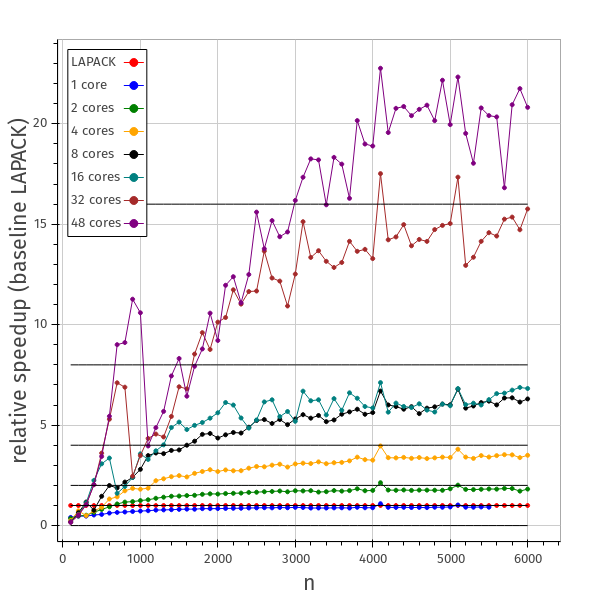 relative speedup (baseline LAPACK)
LAPACK
1 core
2 cores
4 cores
8 cores
16 cores
32 cores
48 cores
20
15
10
5
0
0 1000 2000 3000 4000 5000 6000
n